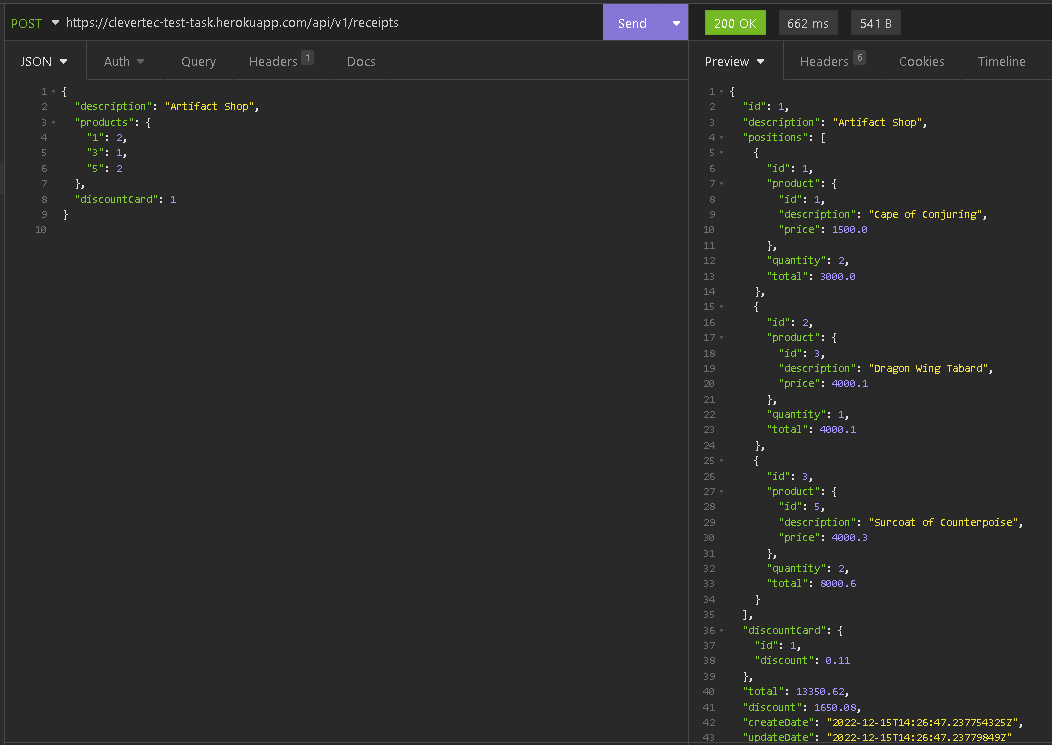 POST https://clevertec-test-task.herokuapp.com/api/v1/receipts Send 200 OK 662 ms 541 B
JSON Auth Query Headers 1 Docs
1 {
2 "description": "Artifact Shop",
3 "products": {
4 "1": 2,
5 "3": 1,
6 "5": 2
7 },
8 "discountCard": 1
9 }
10
Preview Headers 6 Cookies Timeline
1 {
2 "id": 1,
3 "description": "Artifact Shop",
4 "positions": [
5 {
6 "id": 1,
7 "product": {
8 "id": 1,
9 "description": "Cape of Conjuring",
10 "price": 1500.0
11 },
12 "quantity": 2,
13 "total": 3000.0
14 },
15 {
16 "id": 2,
17 "product": {
18 "id": 3,
19 "description": "Dragon Wing Tabard",
20 "price": 4000.1
21 },
22 "quantity": 1,
23 "total": 4000.1
24 },
25 {
26 "id": 3,
27 "product": {
28 "id": 5,
29 "description": "Surcoat of Counterpoise",
30 "price": 4000.3
31 },
32 "quantity": 2,
33 "total": 8000.6
34 }
35 ],
36 "discountCard": {
37 "id": 1,
38 "discount": 0.11
39 },
40 "total": 13350.62,
41 "discount": 1650.08,
42 "createDate": "2022-12-15T14:26:47.237754325Z",
43 "updateDate": "2022-12-15T14:26:47.23779849Z"